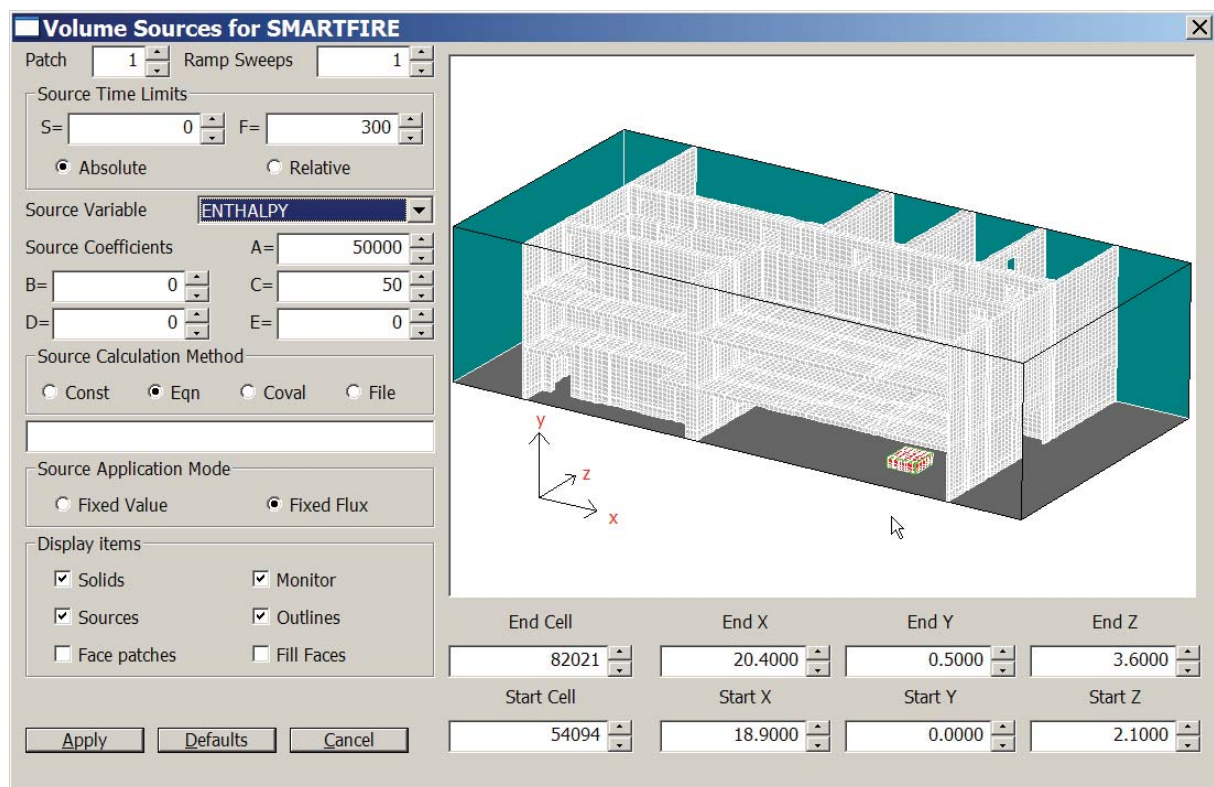 Volume Sources for SMARTFIRE
Patch 1 Ramp Sweeps 1
Source Time Limits
S= 0 F= 300
Absolute Relative
Source Variable ENTHALPY
Source Coefficients A= 50000
B= 0 C= 50
D= 0 E= 0
Source Calculation Method
Const Eqn Coval File
Source Application Mode
Fixed Value Fixed Flux
Display items
Solids Monitor
Sources Outlines
Face patches Fill Faces
Apply Defaults Cancel
y
z
x
End Cell End X End Y End Z
82021 20.4000 0.5000 3.6000
Start Cell Start X Start Y Start Z
54094 18.9000 0.0000 2.1000